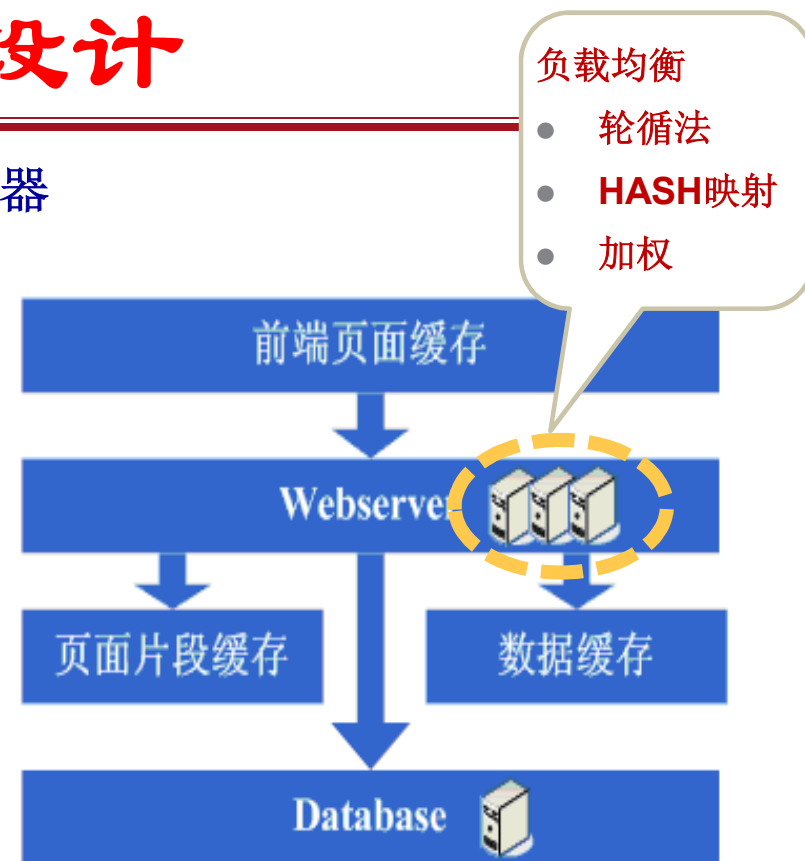 设计
器
负载均衡
● 轮循法
● HASH映射
● 加权
前端页面缓存
Webserver
页面片段缓存
数据缓存
Database